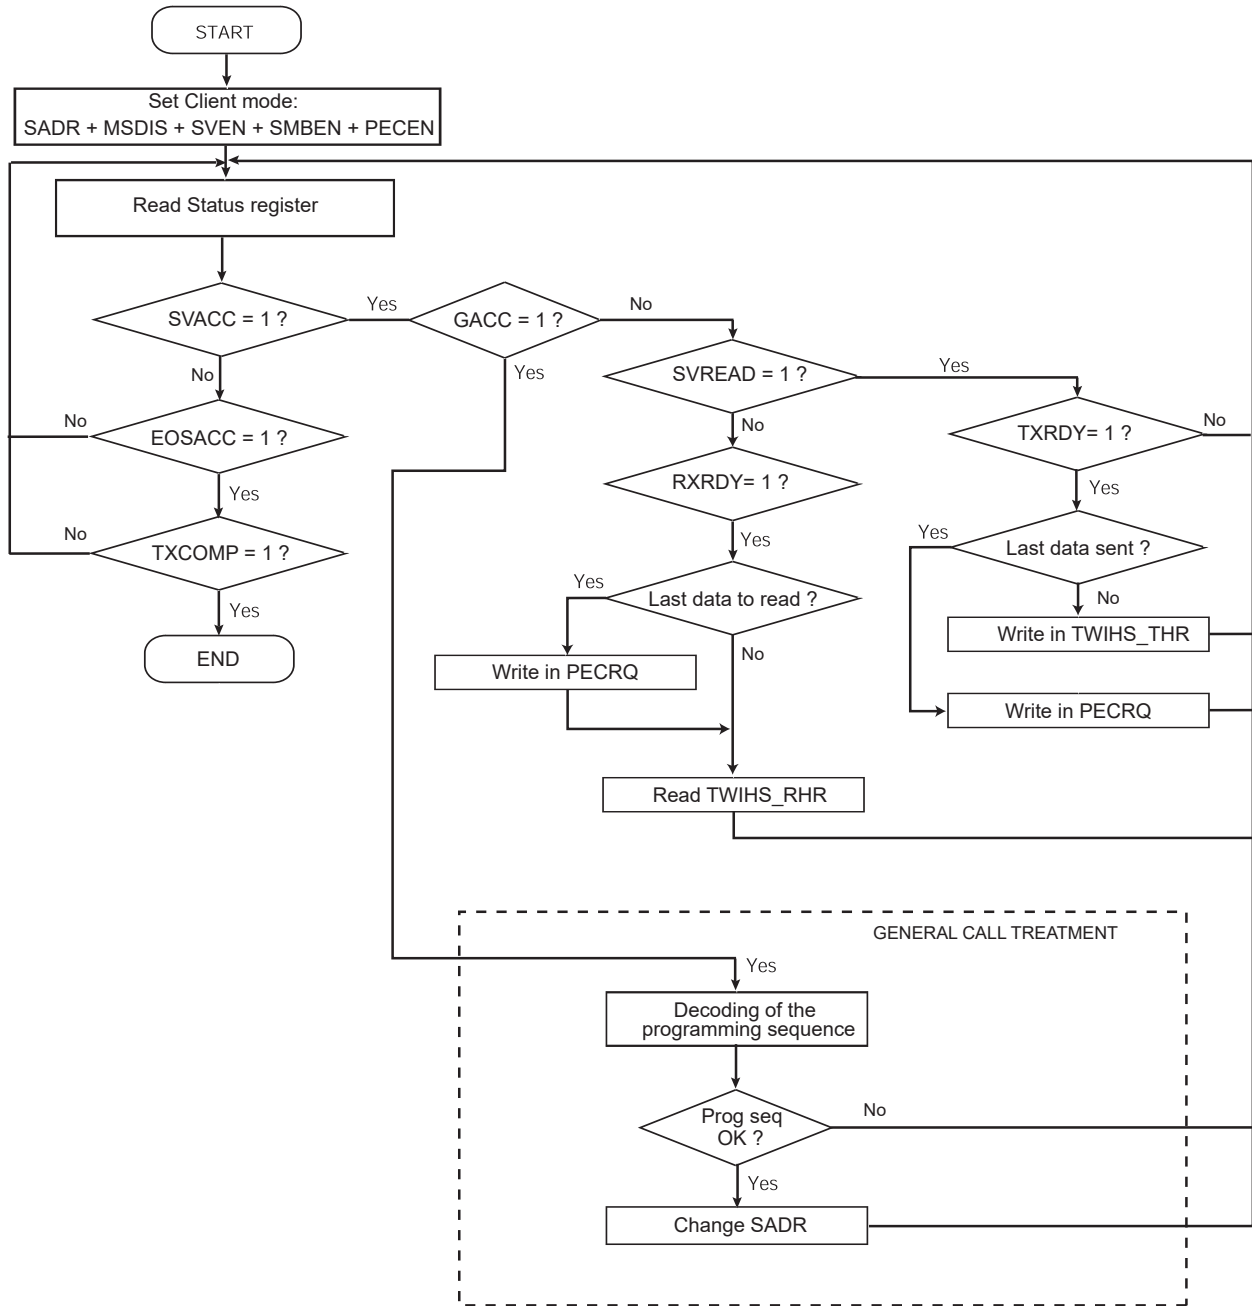 START
Set Client mode:
SADR + MSDIS + SVEN + SMBEN + PECEN
Read Status register
SVACC = 1 ?
Yes
GACC = 1 ?
No
No
Yes
SVREAD = 1 ?
Yes
No
EOSACC = 1 ?
No
TXRDY= 1 ?
No
Yes
RXRDY= 1 ?
Yes
No
TXCOMP = 1 ?
Yes
Yes
Last data sent ?
No
Yes
END
Yes
Last data to read ?
No
Write in TWIHS_THR
Write in PECRQ
Write in PECRQ
Read TWIHS_RHR
GENERAL CALL TREATMENT
Yes
Decoding of the
programming sequence
Prog seq
OK ?
No
Yes
Change SADR